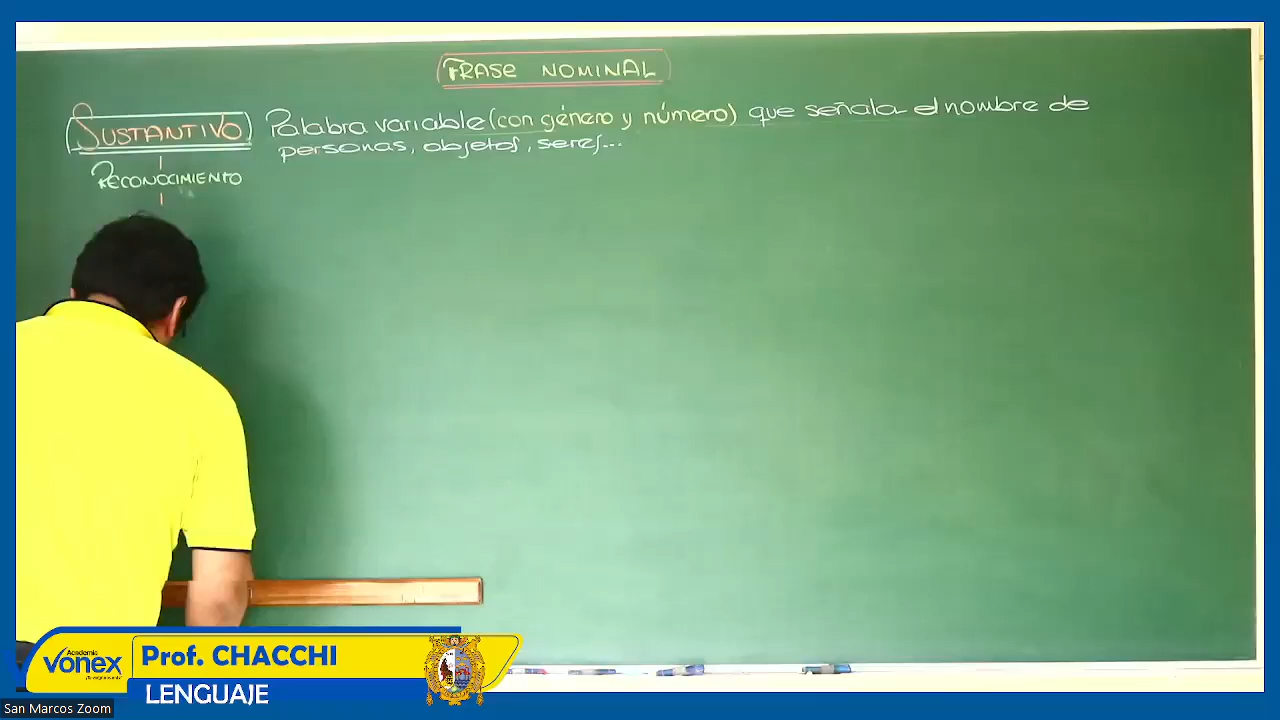 FRASE NOMINAL
SUSTANTIVO
Palabra variable (con género y número) que señala el nombre de
personas, objetos, seres...
RECONOCIMIENTO
Academia
vonex
Prof. CHACCHI
LENGUAJE
San Marcos Zoom